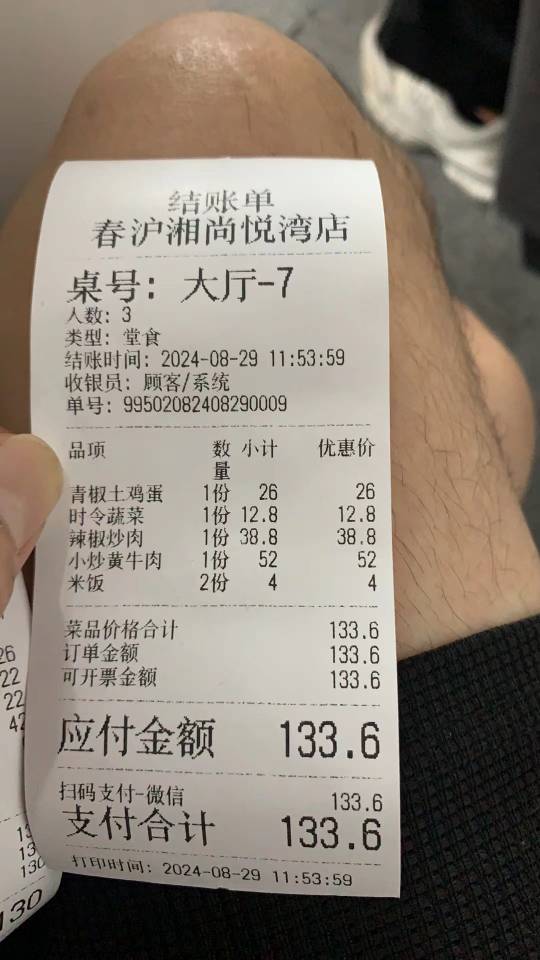 结账单
春沪湘尚悦湾店
桌号: 大厅-7
人数: 3
类型: 堂食
结账时间: 2024-08-29 11:53:59
收银员: 顾客/系统
单号: 99502082408290009
品项 数量 小计 优惠价
青椒土鸡蛋 1份 26 26
时令蔬菜 1份 12.8 12.8
辣椒炒肉 1份 38.8 38.8
小炒黄牛肉 1份 52 52
米饭 2份 4 4
菜品价格合计 133.6
订单金额 133.6
可开票金额 133.6
应付金额 133.6
扫码支付-微信 133.6
支付合计 133.6
打印时间: 2024-08-29 11:53:59
26
22
22
130